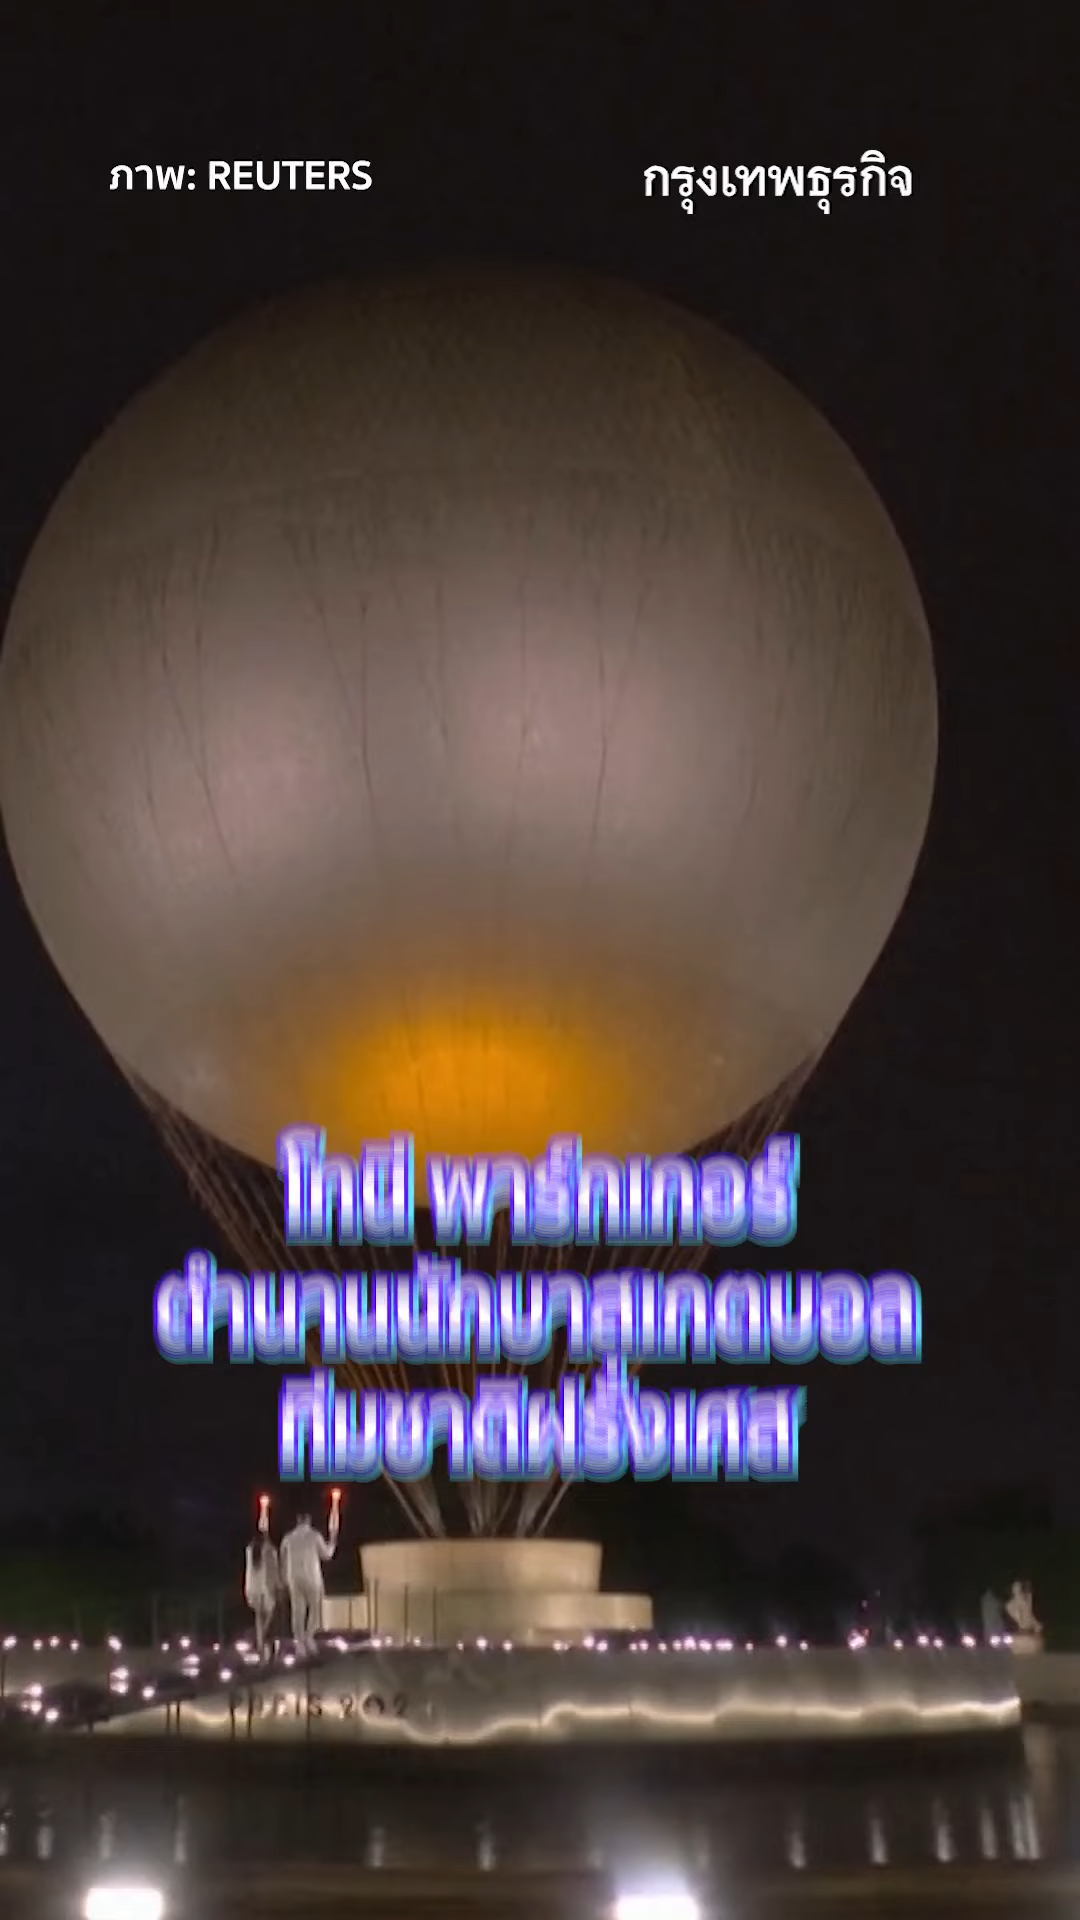 ภาพ: REUTERS
กรุงเทพธุรกิจ
โทนี พาร์กเกอร์
ตำนานนักบาสเกตบอล
ทีมชาติฝรั่งเศส
PARIS 202